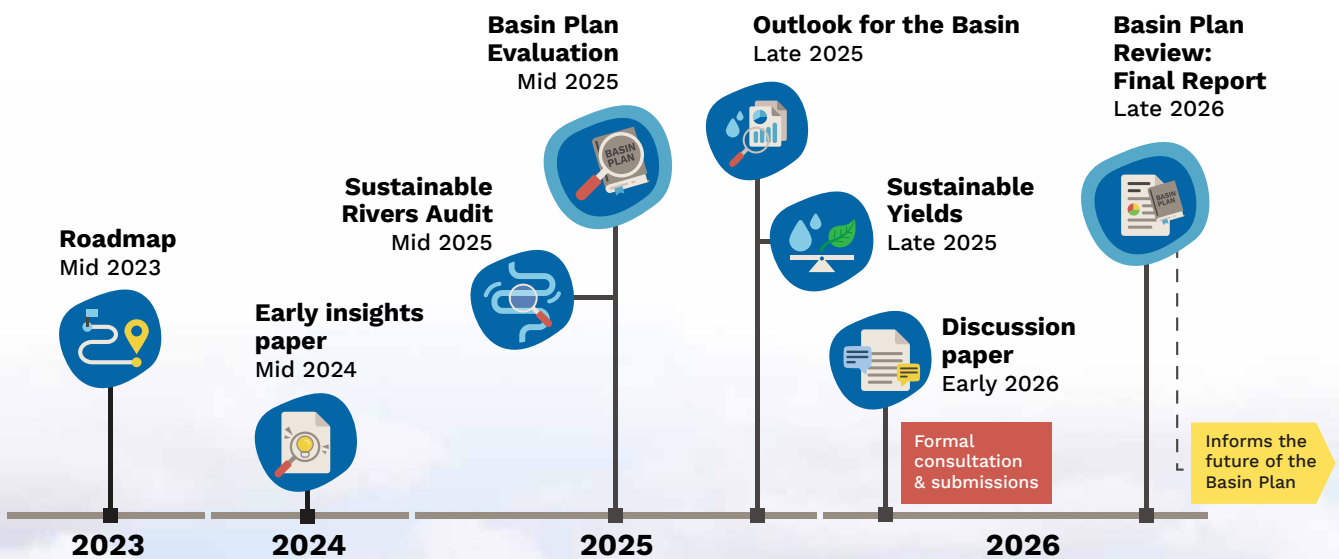 Roadmap
Mid 2023
Early insights
paper
Mid 2024
Sustainable
Rivers Audit
Mid 2025
Basin Plan
Evaluation
Mid 2025
BASIN
PLAN
Outlook for the Basin
Late 2025
Sustainable
Yields
Late 2025
Discussion
paper
Early 2026
Formal
consultation
& submissions
Basin Plan
Review:
Final Report
Late 2026
BASIN
PLAN
Informs the
future of the
Basin Plan
2023
2024
2025
2026